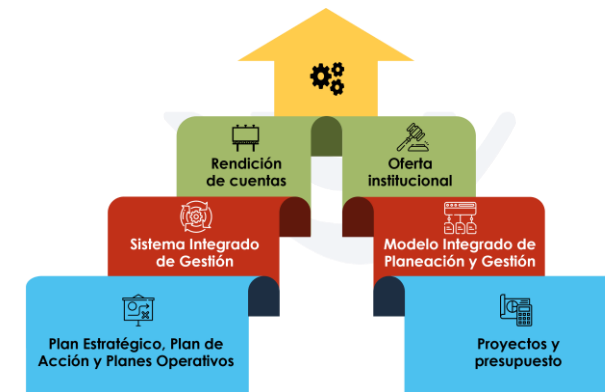 Rendición
de cuentas
Oferta
institucional
Sistema Integrado
de Gestión
Modelo Integrado de
Planeación y Gestión
Plan Estratégico, Plan de
Acción y Planes Operativos
Proyectos y
presupuesto